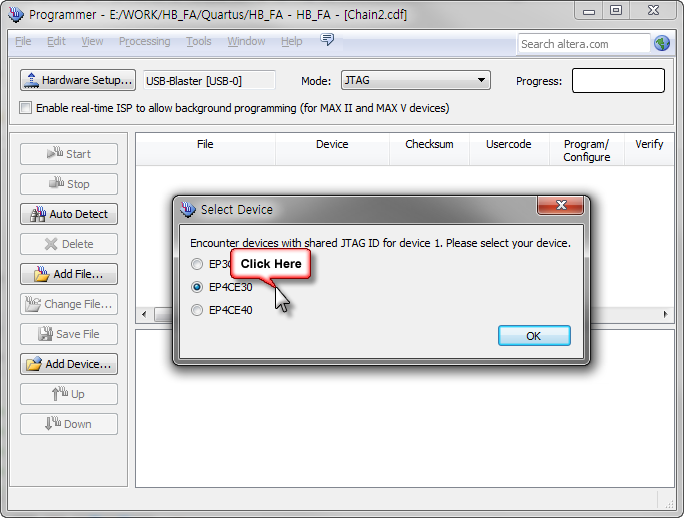 Programmer - E:/WORK/HB_FA/Quartus/HB_FA - HB_FA - [Chain2.cdf]
File Edit View Processing Tools Window Help
Search altera.com
Hardware Setup... USB-Blaster [USB-0] Mode: JTAG Progress:
Enable real-time ISP to allow background programming (for MAX II and MAX V devices)
Start
Stop
Auto Detect
Delete
Add File...
Change File...
Save File
Add Device...
Up
Down
File Device Checksum Usercode Program/ Verify
Configure
Select Device
Encounter devices with shared JTAG ID for device 1. Please select your device.
Click Here
EP4CE30
EP4CE40
OK